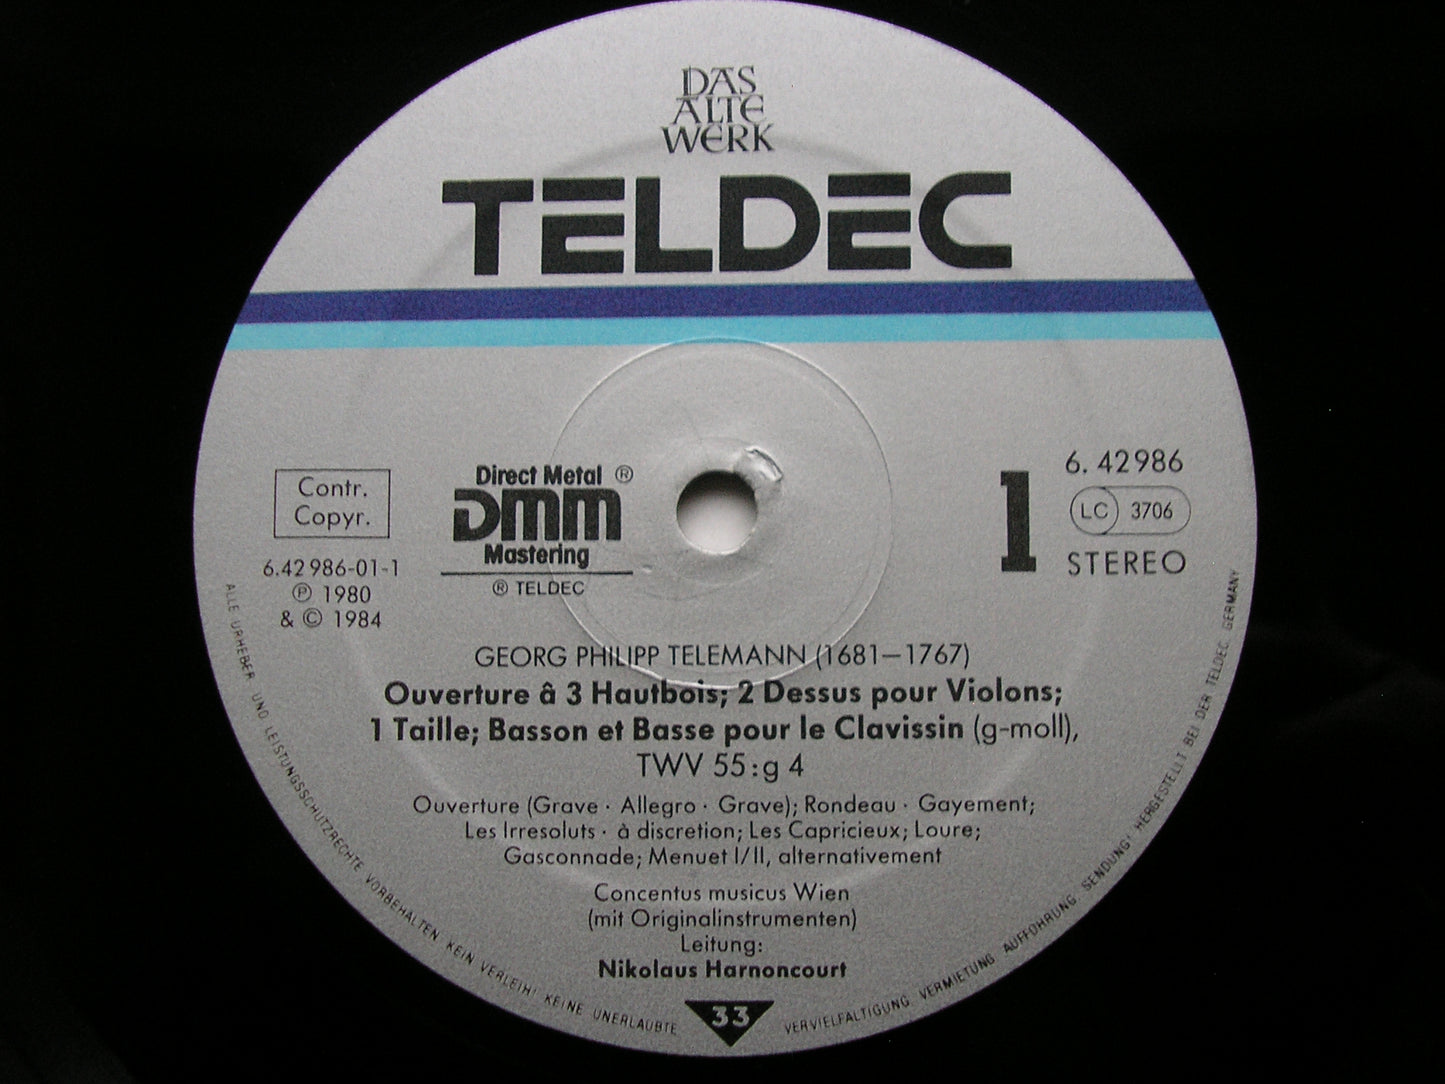 DAS
ALTE
WERK
TELDEC
Contr.
Copyr.
6.42986-01-1
Ⓟ 1980
& © 1984
Direct Metal ®
DMM
Mastering
® TELDEC
1
6. 42986
LC 3706
STEREO
GEORG PHILIPP TELEMANN (1681–1767)
Ouverture â 3 Hautbois; 2 Dessus pour Violons;
1 Taille; Basson et Basse pour le Clavissin (g-moll),
TWV 55:g 4
Ouverture (Grave · Allegro · Grave); Rondeau · Gayement;
Les Irresoluts · à discretion; Les Capricieux; Loure;
Gasconnade; Menuet I/II, alternativement
Concentus musicus Wien
(mit Originalinstrumenten)
Leitung:
Nikolaus Harnoncourt
33
ALLE URHEBER UND LEISTUNGSSCHUTZRECHTE VORBEHALTEN KEIN VERLEIH! KEINE UNERLAUBTE VERVIELFALTIGUNG VERMIETUNG AUFFÜHRUNG SENDUNG! HERGESTELLT BEI DER TELDEC GERMANY